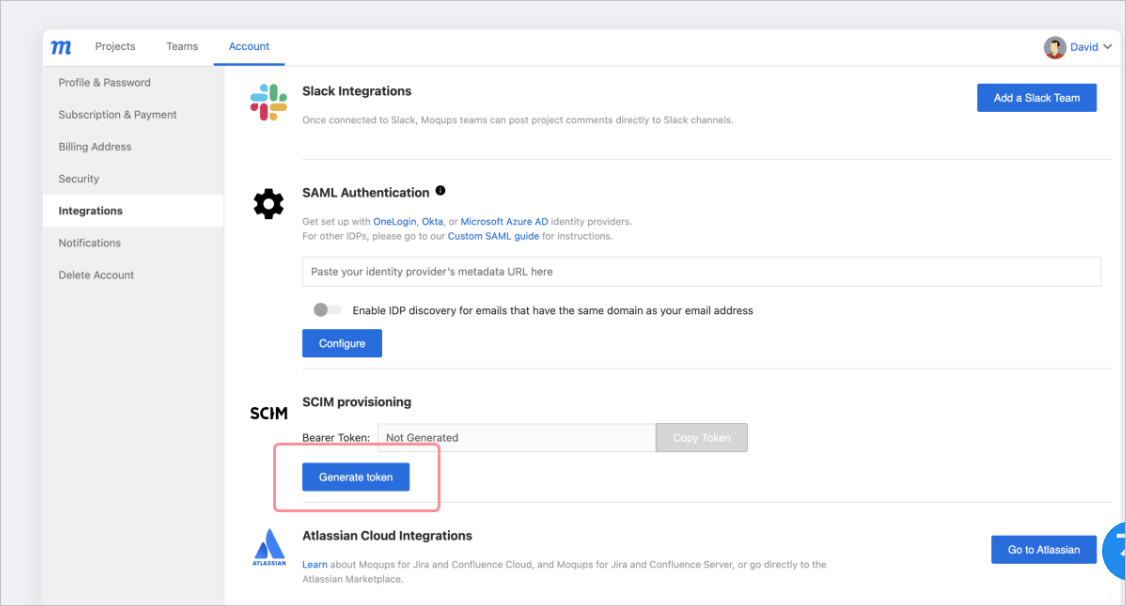 m Projects Teams Account David
Profile & Password
Subscription & Payment
Billing Address
Security
Integrations
Notifications
Delete Account
Slack Integrations
Once connected to Slack, Moqups teams can post project comments directly to Slack channels.
Add a Slack Team
SAML Authentication
Get set up with OneLogin, Okta, or Microsoft Azure AD identity providers.
For other IDPs, please go to our Custom SAML guide for instructions.
Paste your identity provider's metadata URL here
Enable IDP discovery for emails that have the same domain as your email address
Configure
SCIM
SCIM provisioning
Bearer Token: Not Generated Copy Token
Generate token
ATLASSIAN
Atlassian Cloud Integrations
Learn about Moqups for Jira and Confluence Cloud, and Moqups for Jira and Confluence Server, or go directly to the
Atlassian Marketplace.
Go to Atlassian